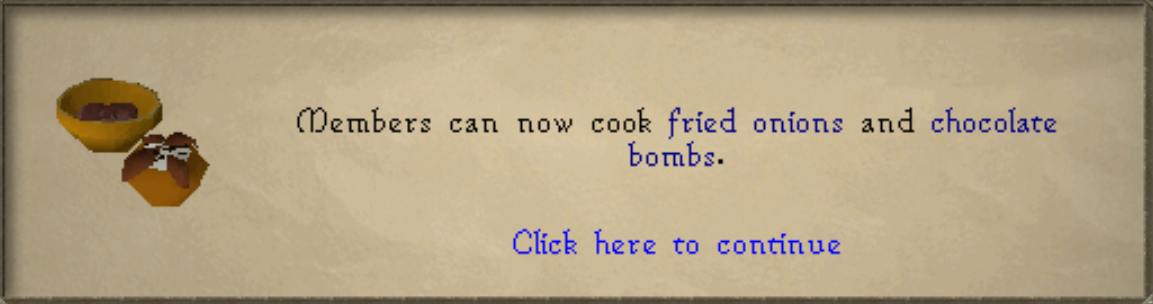 Members can now cook fried onions and chocolate
bombs.
Click here to continue